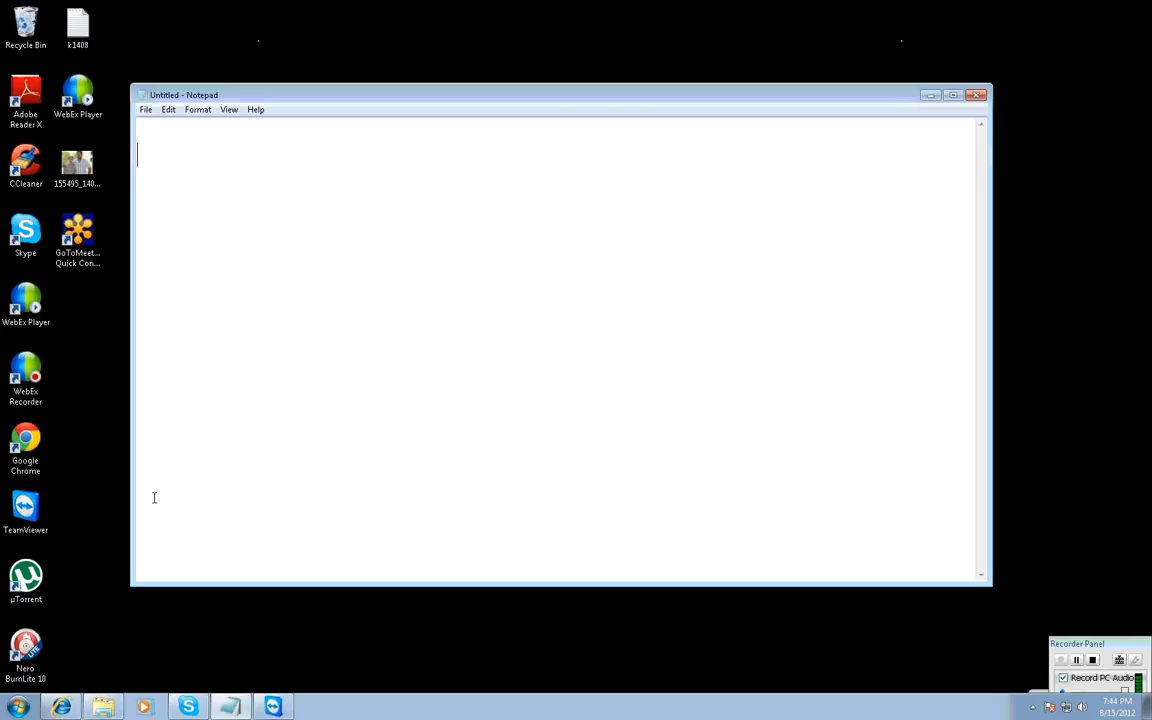 Recycle Bin
k1408
Adobe
Reader X
WebEx Player
CCleaner
155495_140...
Skype
GoToMeet...
Quick Con...
WebEx Player
WebEx
Recorder
Google
Chrome
TeamViewer
µTorrent
Nero
BurnLite 10
Untitled - Notepad
File Edit Format View Help
Recorder Panel
Record PC Audio
7:44 PM
8/15/2012